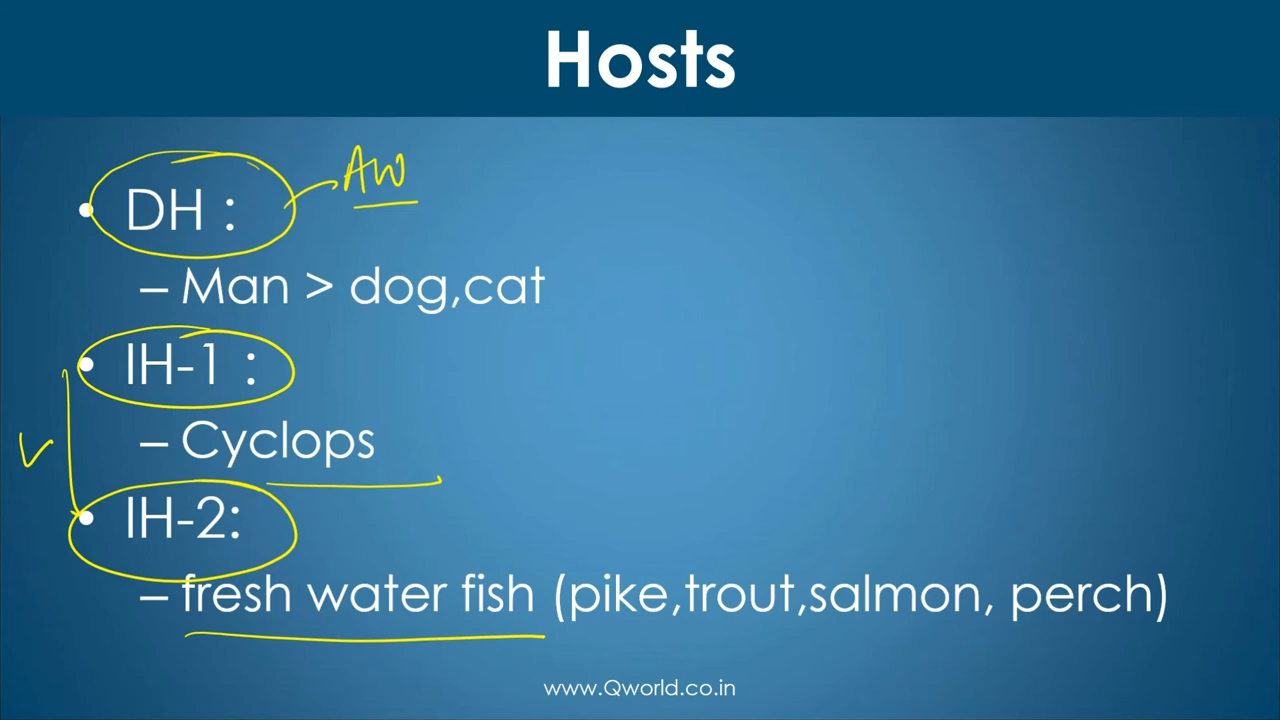 Hosts
• DH : AW
– Man > dog,cat
• IH-1 :
– Cyclops
• IH-2:
– fresh water fish (pike,trout,salmon, perch)
www.Qworld.co.in